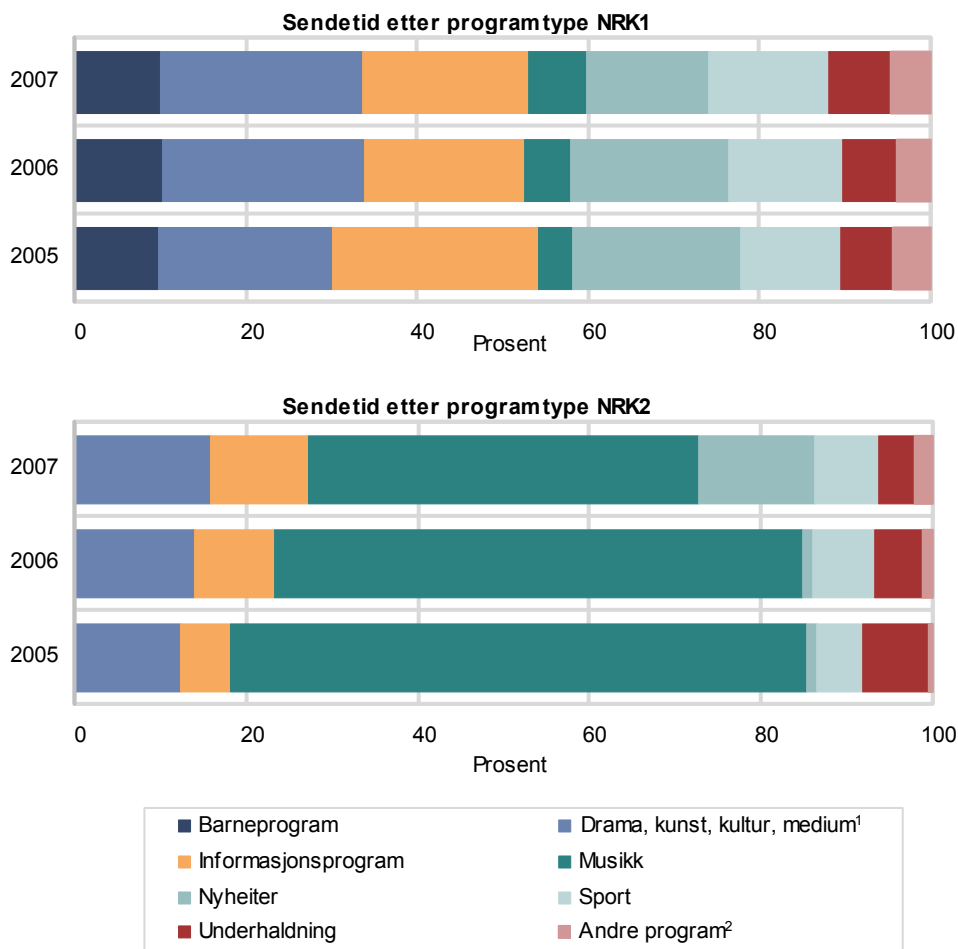 Sendetid etter programtype NRK1
2007
2006
2005
0 20 40 60 80 100
Prosent
Sendetid etter programtype NRK2
2007
2006
2005
0 20 40 60 80 100
Prosent
Barneprogram Drama, kunst, kultur, medium¹
Informasjonsprogram Musikk
Nyheiter Sport
Underhaldning Andre program²